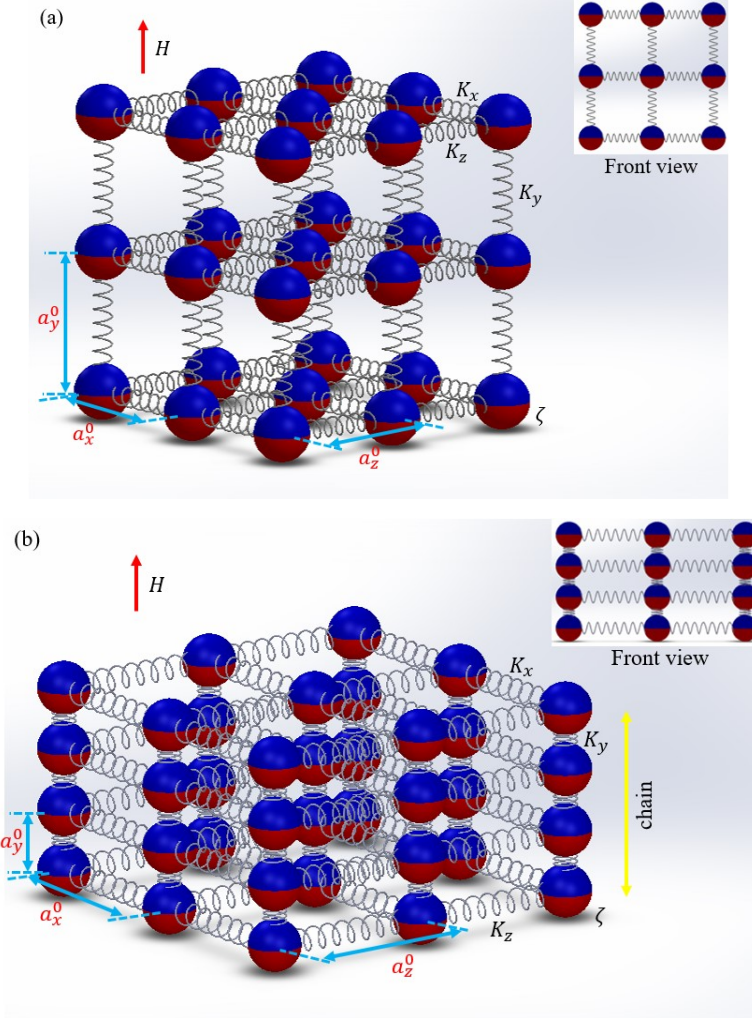 (a)
H
K_x
K_z
K_y
Front view
a_y^0
a_x^0
a_z^0
ζ
(b)
H
Front view
K_x
K_y
chain
a_y^0
a_x^0
K_z
a_z^0
ζ